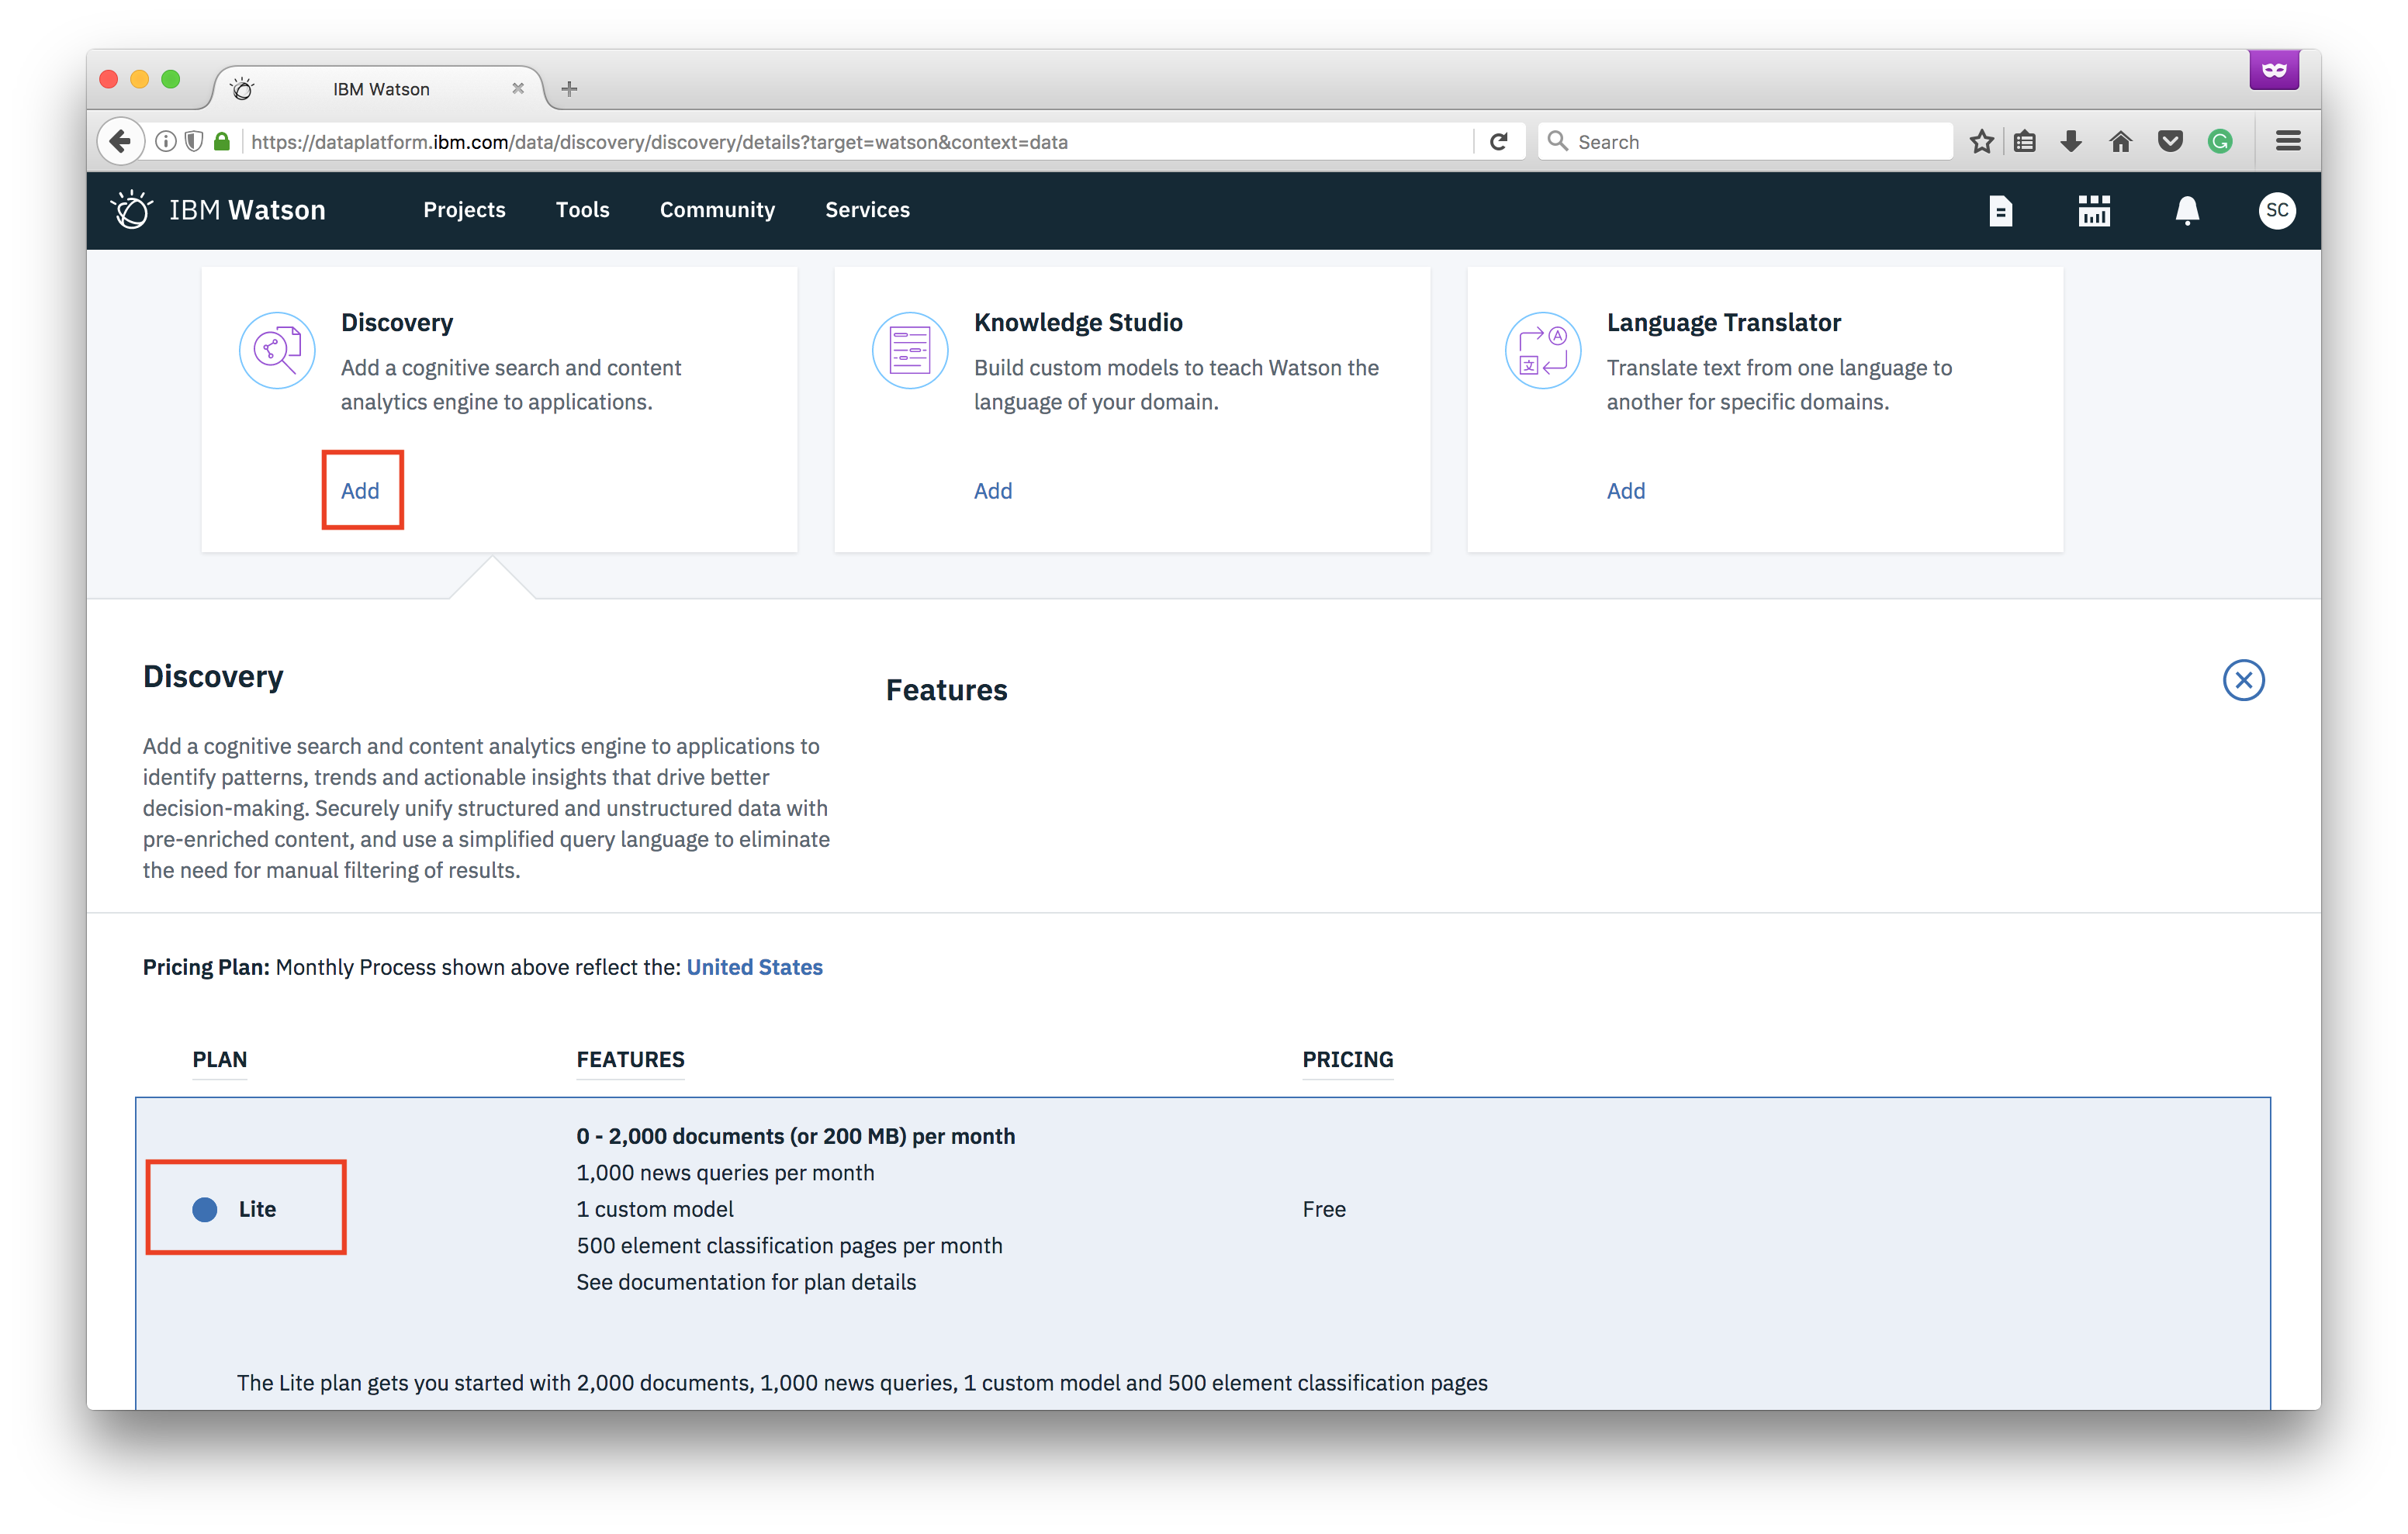 IBM Watson
https://dataplatform.ibm.com/data/discovery/discovery/details?target=watson&context=data
Search
IBM Watson
Projects
Tools
Community
Services
SC
Discovery
Add a cognitive search and content
analytics engine to applications.
Add
Knowledge Studio
Build custom models to teach Watson the
language of your domain.
Add
Language Translator
Translate text from one language to
another for specific domains.
Add
Discovery
Add a cognitive search and content analytics engine to applications to
identify patterns, trends and actionable insights that drive better
decision-making. Securely unify structured and unstructured data with
pre-enriched content, and use a simplified query language to eliminate
the need for manual filtering of results.
Features
Pricing Plan: Monthly Process shown above reflect the: United States
PLAN
FEATURES
PRICING
Lite
0 - 2,000 documents (or 200 MB) per month
1,000 news queries per month
1 custom model
500 element classification pages per month
See documentation for plan details
Free
The Lite plan gets you started with 2,000 documents, 1,000 news queries, 1 custom model and 500 element classification pages